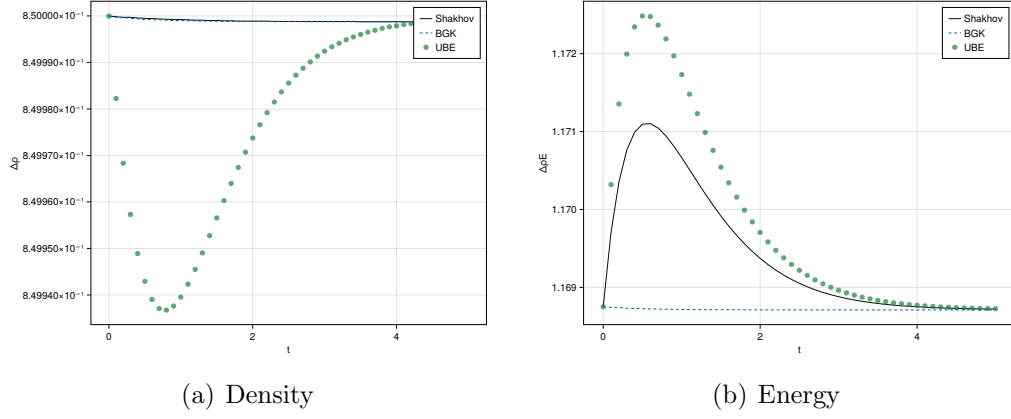 8.50000×10⁻¹
8.49990×10⁻¹
8.49980×10⁻¹
8.49970×10⁻¹
8.49960×10⁻¹
8.49950×10⁻¹
8.49940×10⁻¹
Δρ
0
2
4
t
Shakhov
BGK
UBE
(a) Density
1.172
1.171
1.170
1.169
ΔρE
0
2
4
t
Shakhov
BGK
UBE
(b) Energy